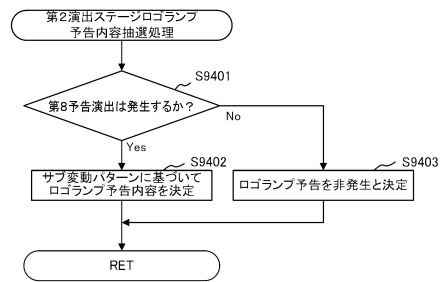 第2演出ステージロゴランプ
予告内容抽選処理
S9401
第8予告演出は発生するか？
No
Yes
S9402
サブ変動パターンに基づいて
ロゴランプ予告内容を決定
S9403
ロゴランプ予告を非発生と決定
RET